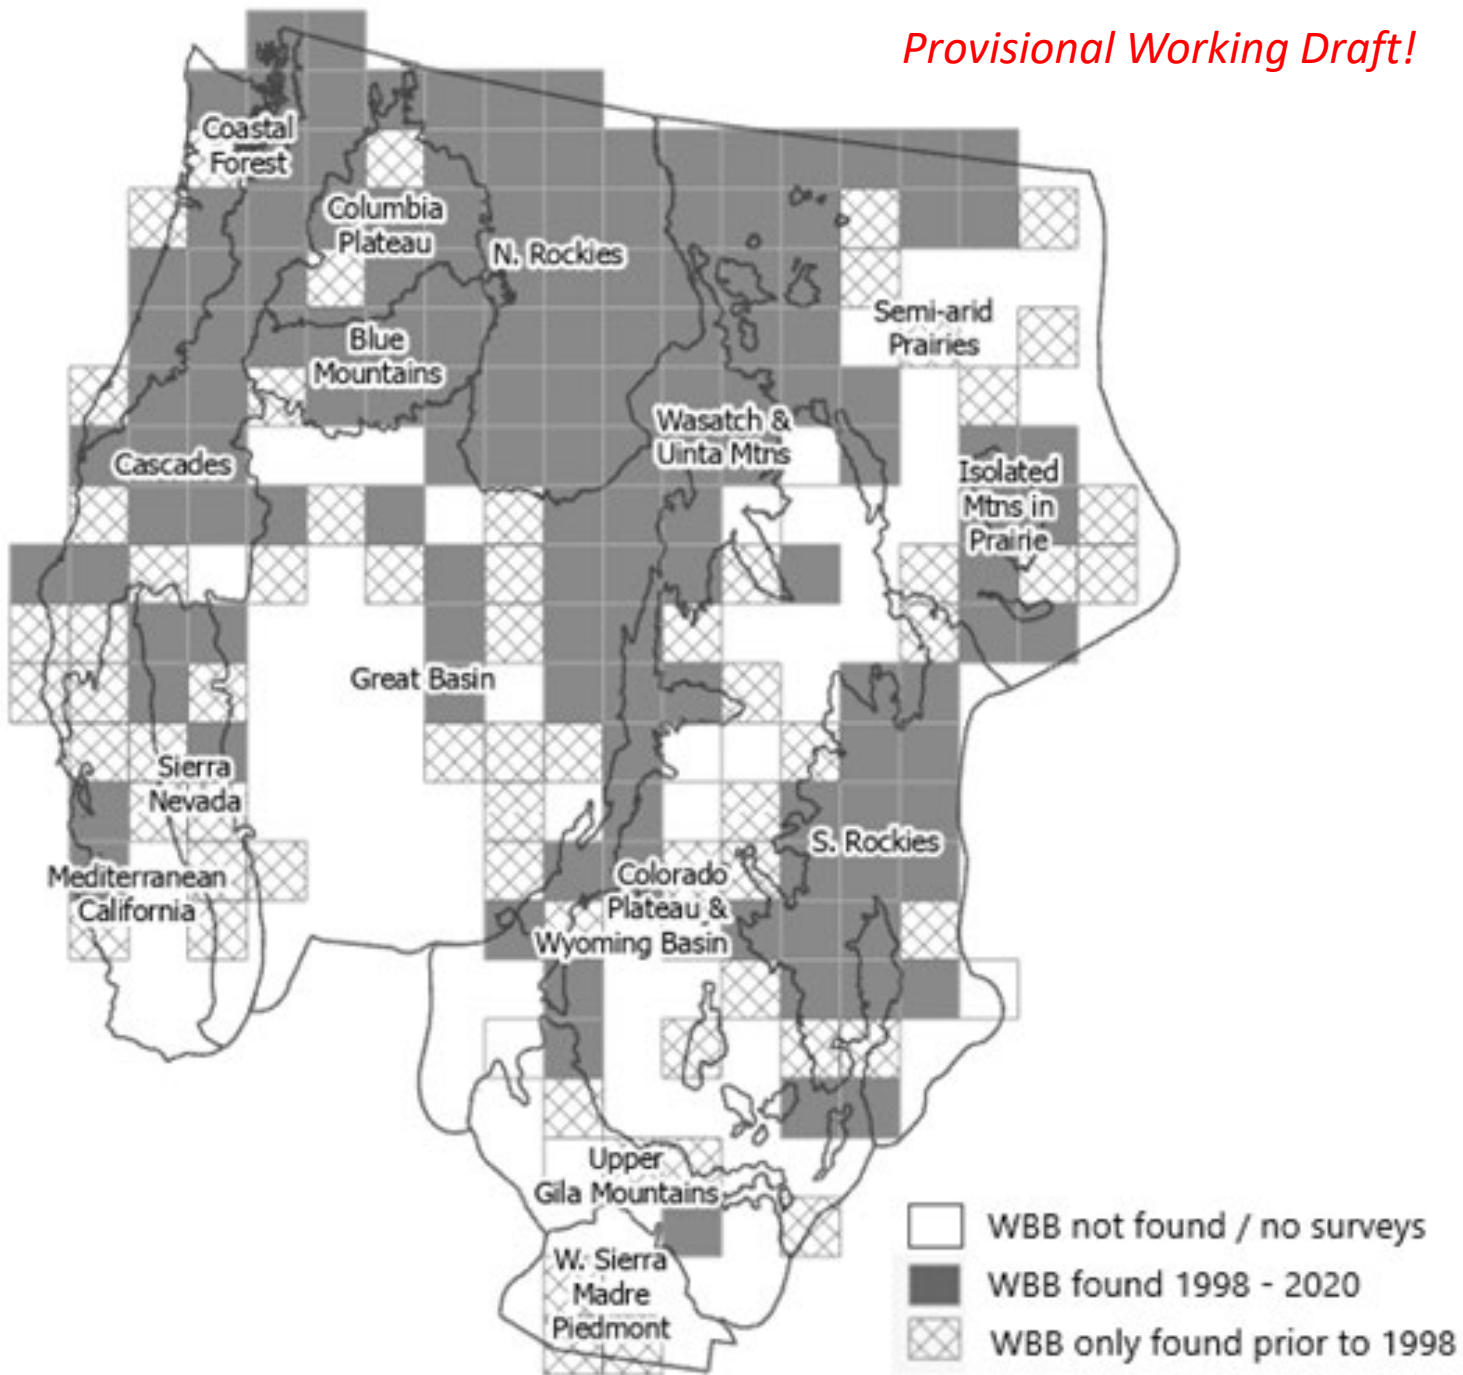 Provisional Working Draft!
Coastal
Forest
Columbia
Plateau
N. Rockies
Semi-arid
Prairies
Blue
Mountains
Wasatch &
Uinta Mtns
Cascades
Isolated
Mtns in
Prairie
Great Basin
Sierra
Nevada
S. Rockies
Mediterranean
California
Colorado
Plateau &
Wyoming Basin
Upper
Gila Mountains
W. Sierra
Madre
Piedmont
WBB not found / no surveys
WBB found 1998 - 2020
WBB only found prior to 1998